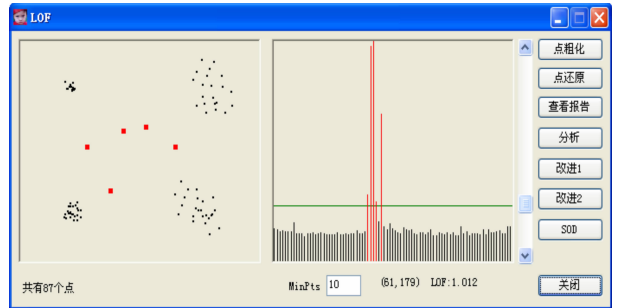 LOF
点粗化
点还原
查看报告
分析
改进1
改进2
SOD
共有87个点
MinPts 10 (61,179) LOF:1.012
关闭